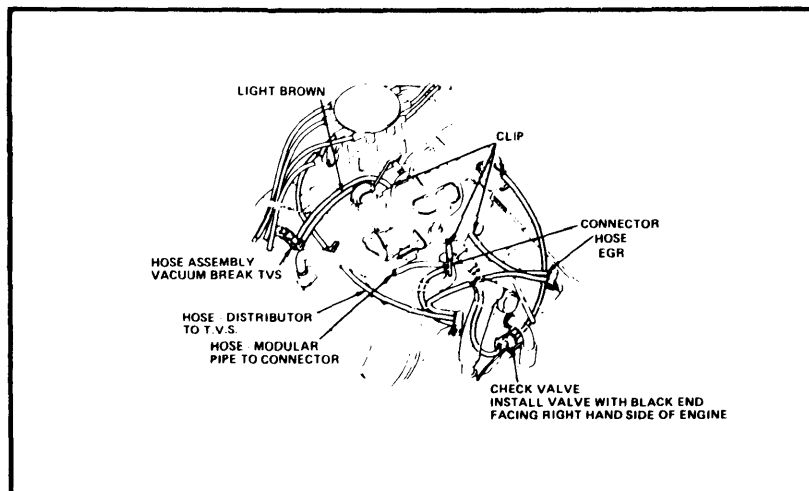 LIGHT BROWN
CLIP
CONNECTOR
HOSE
EGR
HOSE ASSEMBLY
VACUUM BREAK TVS
HOSE - DISTRIBUTOR
TO T.V.S.
HOSE - MODULAR
PIPE TO CONNECTOR
CHECK VALVE
INSTALL VALVE WITH BLACK END
FACING RIGHT HAND SIDE OF ENGINE